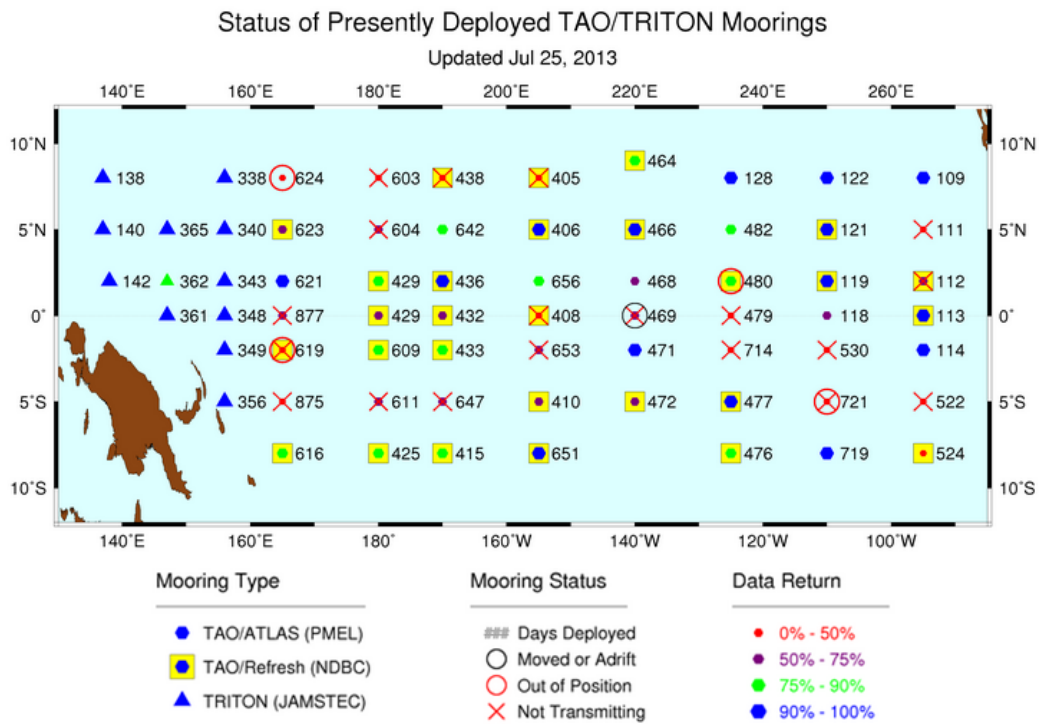 Status of Presently Deployed TAO/TRITON Moorings
Updated Jul 25, 2013
140˚E 160˚E 180˚E 200˚E 220˚E 240˚E 260˚E
10˚N 10˚N
464
138 338 624 603 438 405 128 122 109
5˚N 140 365 340 623 604 642 406 466 482 121 111 5˚N
142 362 343 621 429 436 656 468 480 119 112
0˚ 361 348 877 429 432 408 469 479 118 113 0˚
349 619 609 433 653 471 714 530 114
5˚S 356 875 611 647 410 472 477 721 522 5˚S
616 425 415 651 476 719 524
10˚S 10˚S
140˚E 160˚E 180˚ 160˚W 140˚W 120˚W 100˚W
Mooring Type Mooring Status Data Return
TAO/ATLAS (PMEL) ### Days Deployed 0% - 50%
TAO/Refresh (NDBC) Moved or Adrift 50% - 75%
TRITON (JAMSTEC) Out of Position 75% - 90%
Not Transmitting 90% - 100%